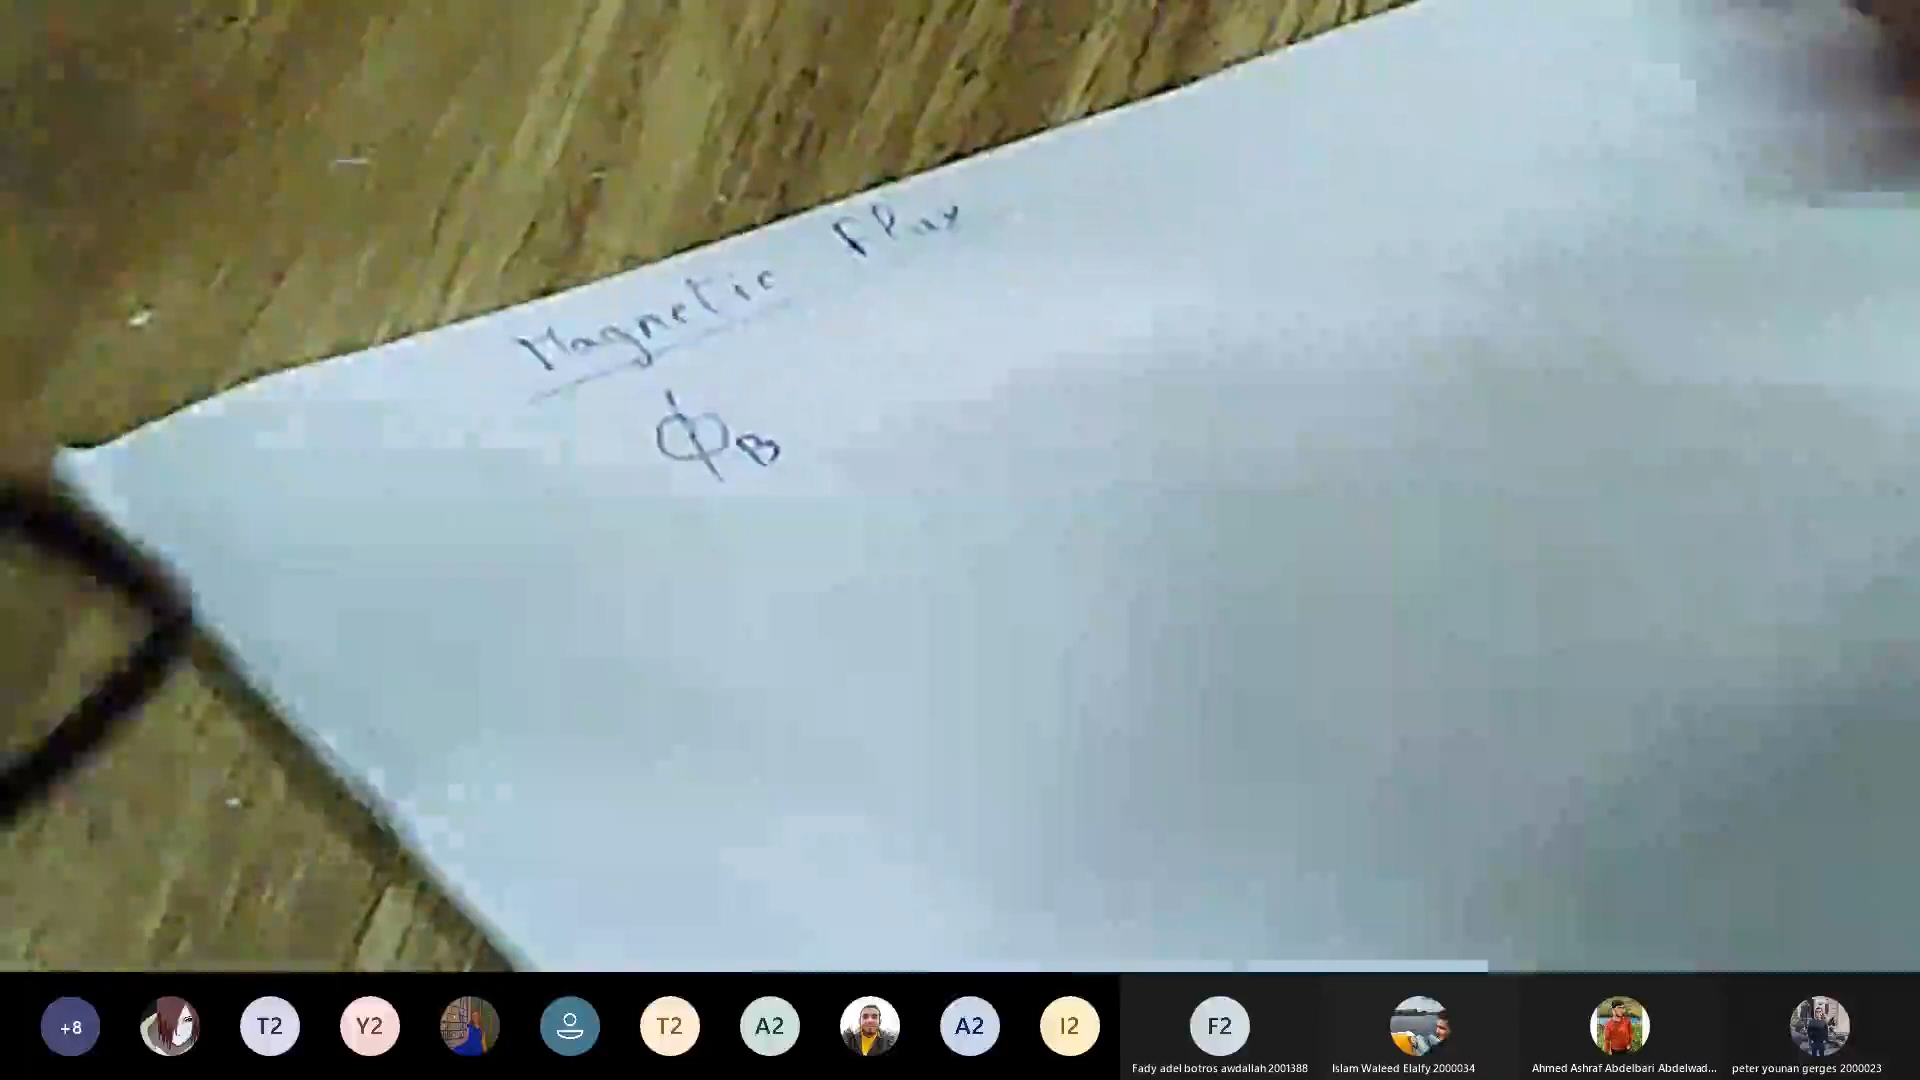 Magnetic Flux
ΦB
+8
T2
Y2
T2
A2
A2
I2
F2
Fady adel botros awdallah 2001388
Islam Waleed Elalfy 2000034
Ahmed Ashraf Abdelbari Abdelwad...
peter younan gerges 2000023